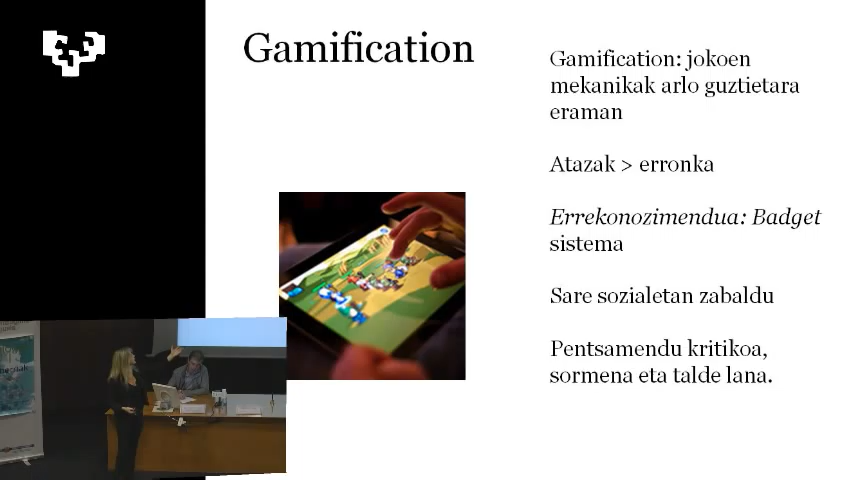 Gamification
Gamification: jokoen
mekanikak arlo guztietara
eraman
Atazak > erronka
Errekonozimendua: Badget
sistema
Sare sozialetan zabaldu
Pentsamendu kritikoa,
sormena eta talde lana.